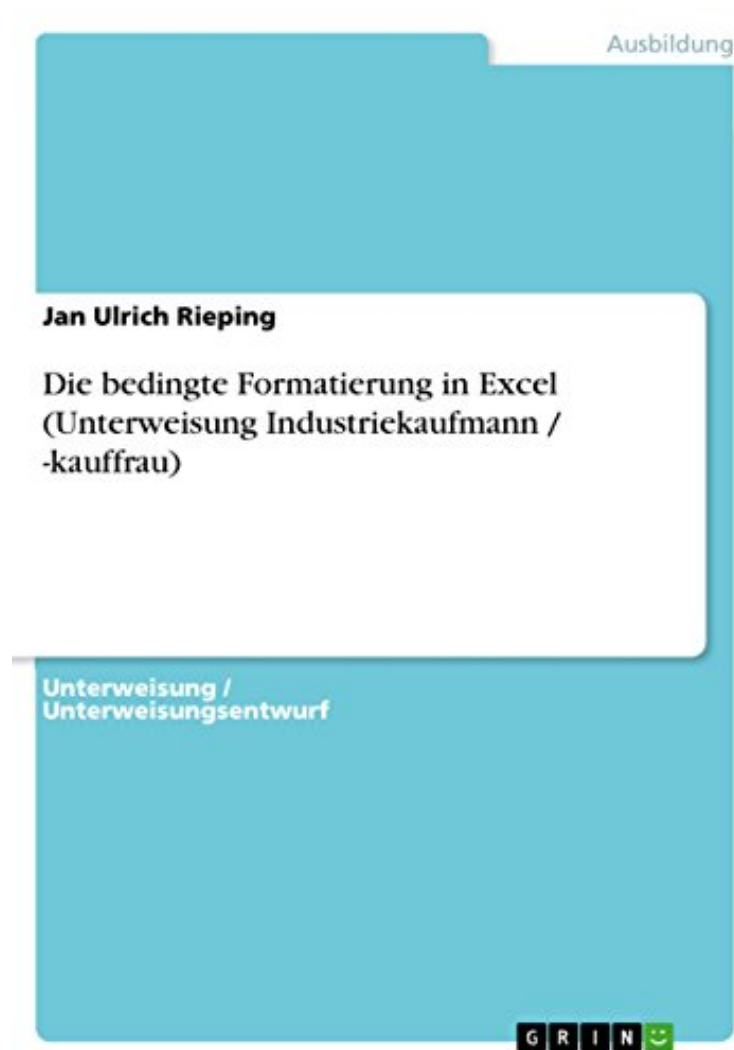 Ausbildung
Jan Ulrich Rieping
Die bedingte Formatierung in Excel
(Unterweisung Industriekaufmann /
-kauffrau)
Unterweisung /
Unterweisungsentwurf
GRIN